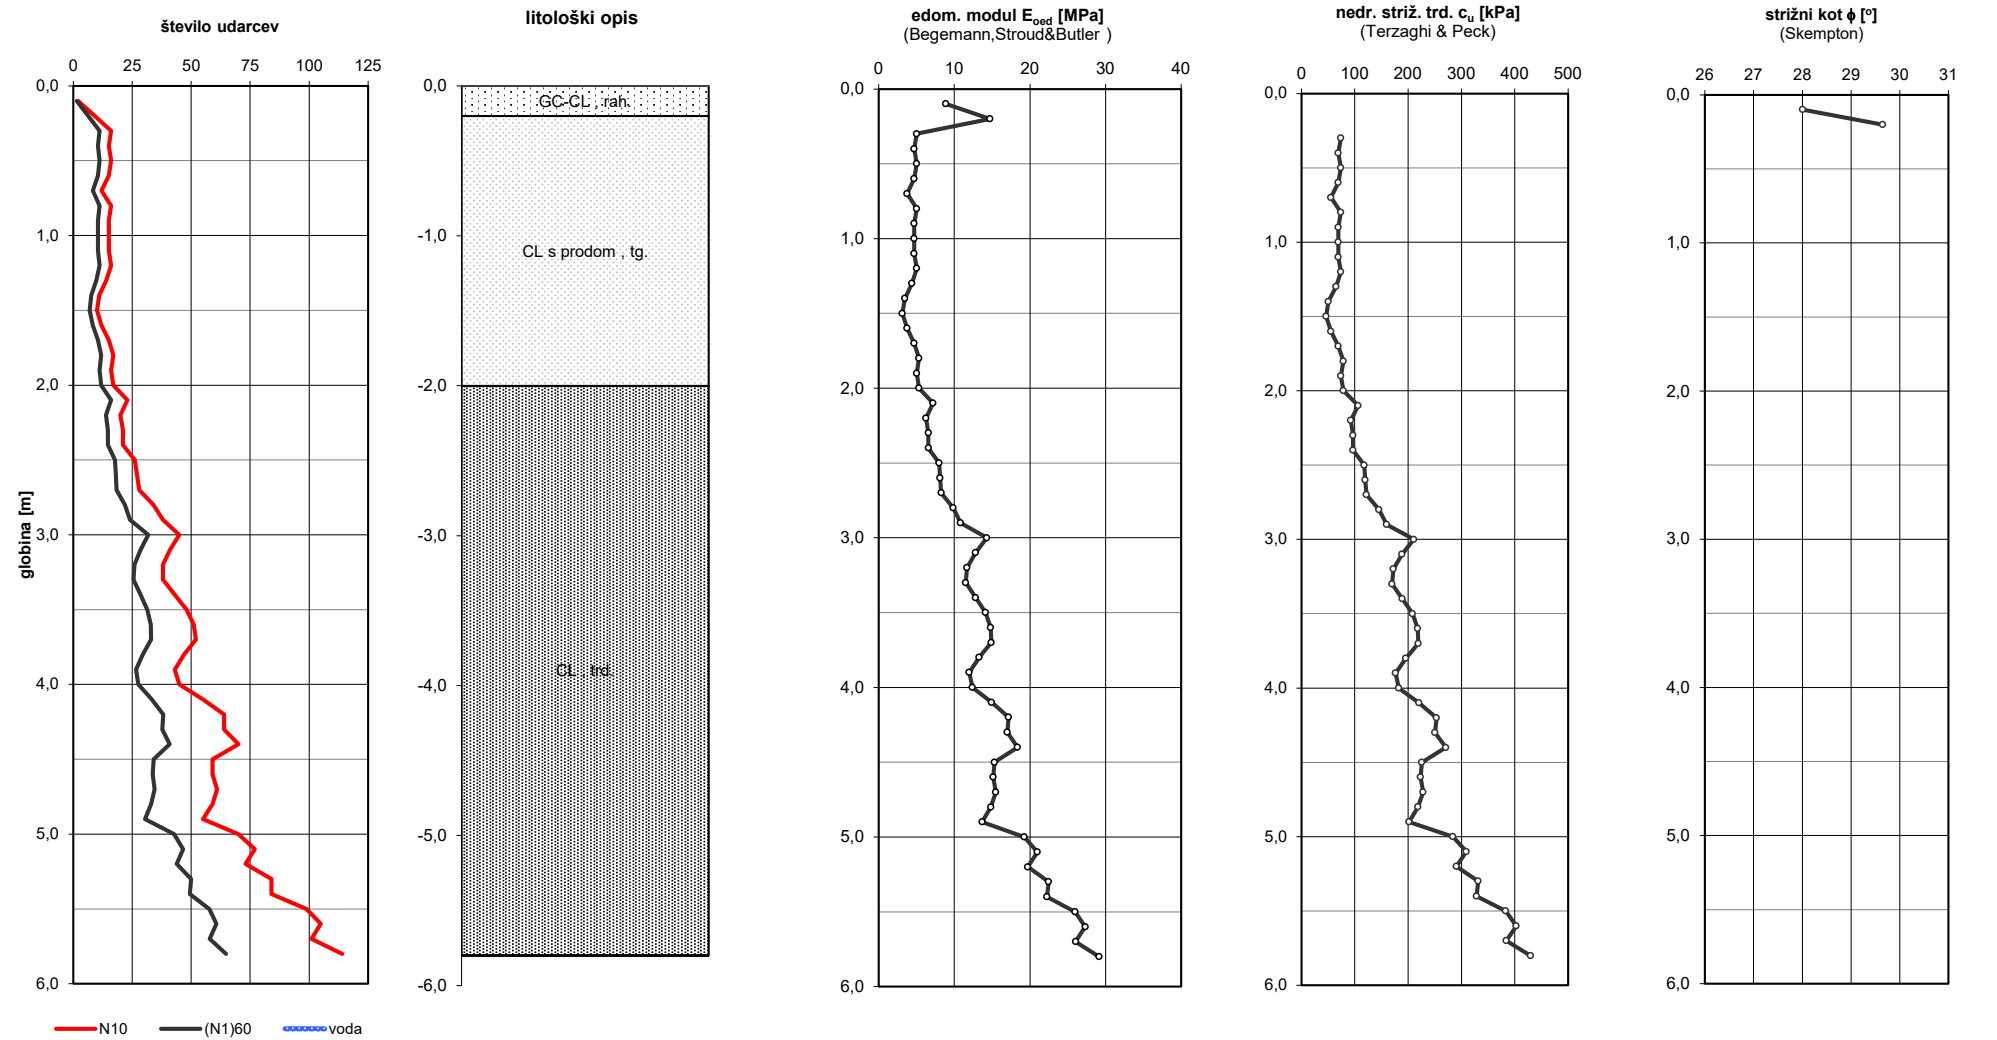 število udarcev
0 25 50 75 100 125
0,0
1,0
2,0
3,0
4,0
5,0
6,0
globina [m]
N10 (N1)60 voda
litološki opis
0,0
-1,0
-2,0
-3,0
-4,0
-5,0
-6,0
GC-CL , rah.
CL s prodom , tg.
CL , trd.
edom. modul Eoed [MPa]
(Begemann,Stroud&Butler )
0 10 20 30 40
0,0
1,0
2,0
3,0
4,0
5,0
6,0
nedr. striž. trd. cu [kPa]
(Terzaghi & Peck)
0 100 200 300 400 500
0,0
1,0
2,0
3,0
4,0
5,0
6,0
strižni kot ϕ [º]
(Skempton)
26 27 28 29 30 31
0,0
1,0
2,0
3,0
4,0
5,0
6,0